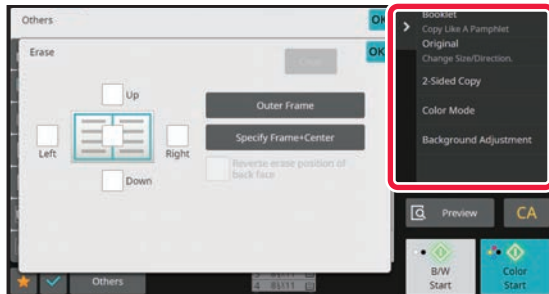 Others
OK
Erase
OK
Clear
Up
Left
Right
Down
Outer Frame
Specify Frame+Center
Reverse erase position of
back face
Booklet
Copy Like A Pamphlet
Original
Change Size/Direction.
2-Sided Copy
Color Mode
Background Adjustment
Preview
CA
B/W
Start
Color
Start
Others